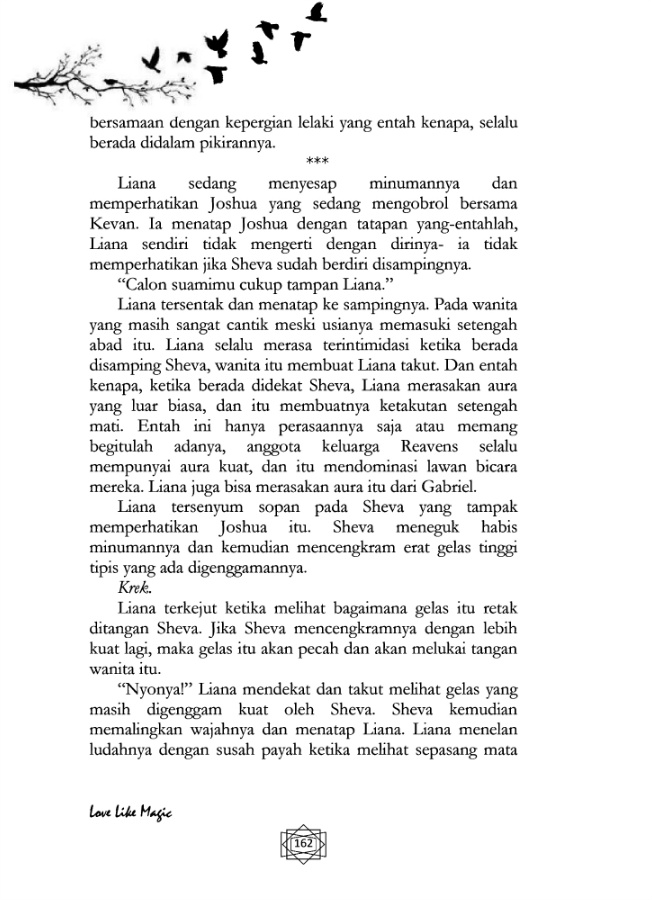 bersamaan dengan kepergian lelaki yang entah kenapa, selalu
berada didalam pikirannya.
***
Liana sedang menyesap minumannya dan
memperhatikan Joshua yang sedang mengobrol bersama
Kevan. Ia menatap Joshua dengan tatapan yang-entahlah,
Liana sendiri tidak mengerti dengan dirinya- ia tidak
memperhatikan jika Sheva sudah berdiri disampingnya.
“Calon suamimu cukup tampan Liana.”
Liana tersentak dan menatap ke sampingnya. Pada wanita
yang masih sangat cantik meski usianya memasuki setengah
abad itu. Liana selalu merasa terintimidasi ketika berada
disamping Sheva, wanita itu membuat Liana takut. Dan entah
kenapa, ketika berada didekat Sheva, Liana merasakan aura
yang luar biasa, dan itu membuatnya ketakutan setengah
mati. Entah ini hanya perasaannya saja atau memang
begitulah adanya, anggota keluarga Reavens selalu
mempunyai aura kuat, dan itu mendominasi lawan bicara
mereka. Liana juga bisa merasakan aura itu dari Gabriel.
Liana tersenyum sopan pada Sheva yang tampak
memperhatikan Joshua itu. Sheva meneguk habis
minumannya dan kemudian mencengkram erat gelas tinggi
tipis yang ada digenggamannya.
Krek.
Liana terkejut ketika melihat bagaimana gelas itu retak
ditangan Sheva. Jika Sheva mencengkramnya dengan lebih
kuat lagi, maka gelas itu akan pecah dan akan melukai tangan
wanita itu.
“Nyonya!” Liana mendekat dan takut melihat gelas yang
masih digenggam kuat oleh Sheva. Sheva kemudian
memalingkan wajahnya dan menatap Liana. Liana menelan
ludahnya dengan susah payah ketika melihat sepasang mata
Love Like Magic
162